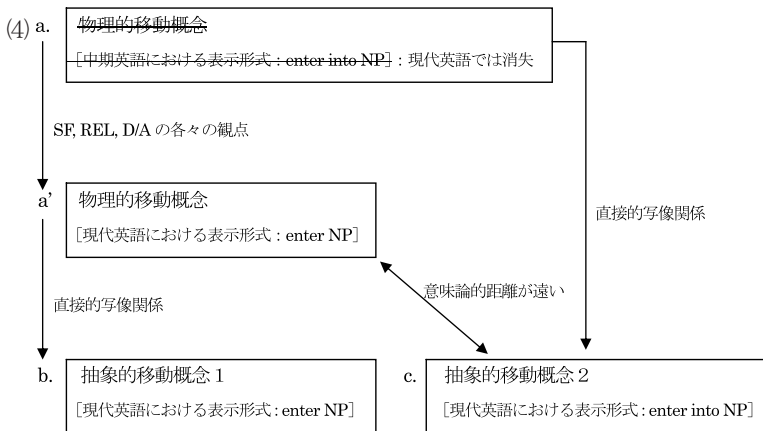 (4) a.
物理的移動概念
［中期英語における表示形式 : enter into NP］: 現代英語では消失
SF, REL, D/A の各々の観点
a’
物理的移動概念
［現代英語における表示形式 : enter NP］
直接的写像関係
意味論的距離が遠い
直接的写像関係
b.
抽象的移動概念 1
［現代英語における表示形式 : enter NP］
c.
抽象的移動概念 2
［現代英語における表示形式 : enter into NP］